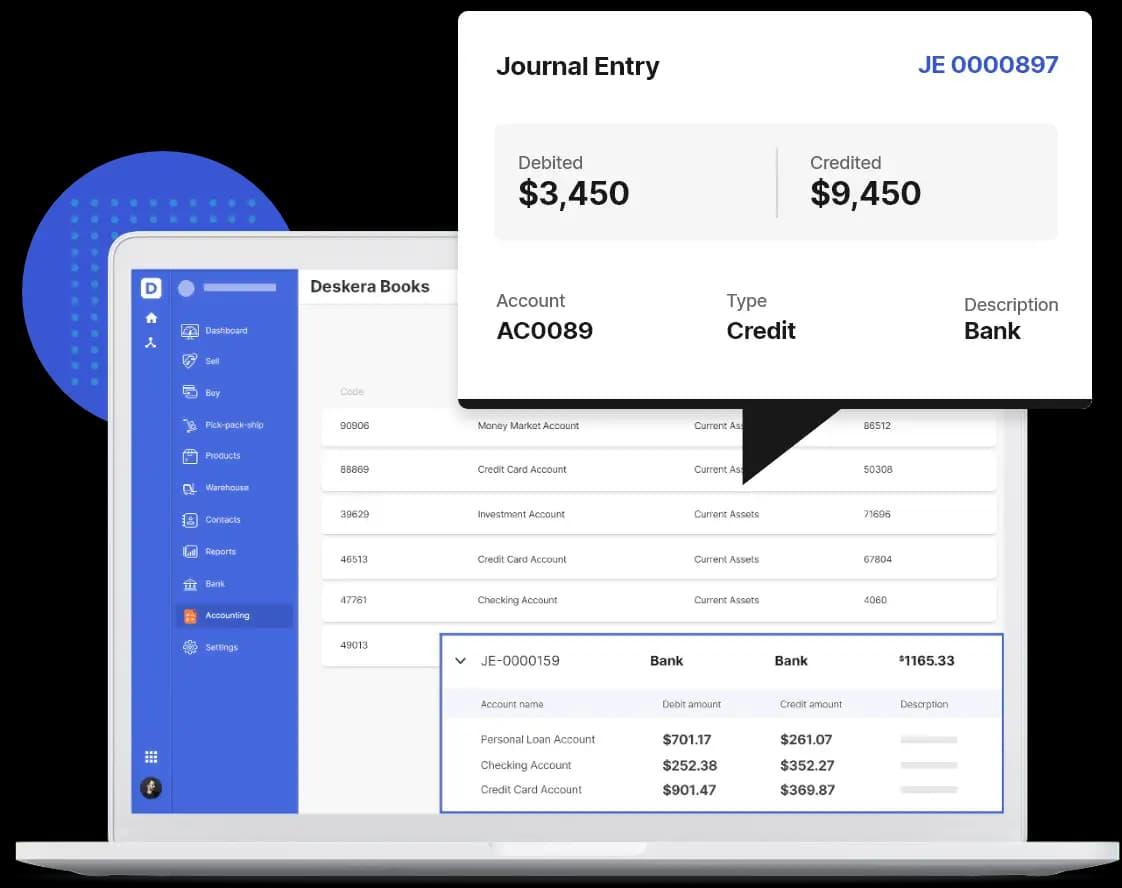 Journal Entry JE 0000897
Debited Credited
$3,450 $9,450
Account Type Description
AC0089 Credit Bank
D
Deskera Books
Dashboard
Sell
Buy
Pick-pack-ship
Products
Warehouse
Contacts
Reports
Bank
Accounting
Settings
Code
90906 Money Market Account Current Ass 86512
88869 Credit Card Account Current Ass 50308
39629 Investment Account Current Assets 71696
46513 Credit Card Account Current Assets 67804
47761 Checking Account Current Assets 4060
49013
JE-0000159 Bank Bank $1165.33
Account name Debit amount Credit amount Descrption
Personal Loan Account $701.17 $261.07
Checking Account $252.38 $352.27
Credit Card Account $901.47 $369.87